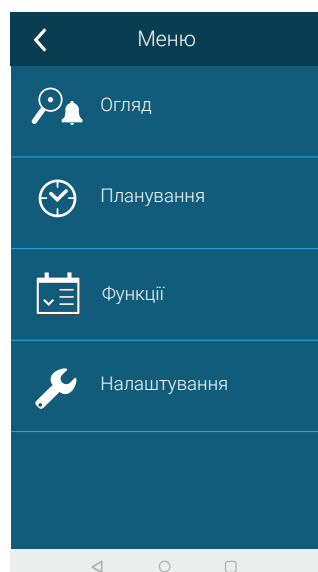 Меню
Огляд
Планування
Функції
Налаштування